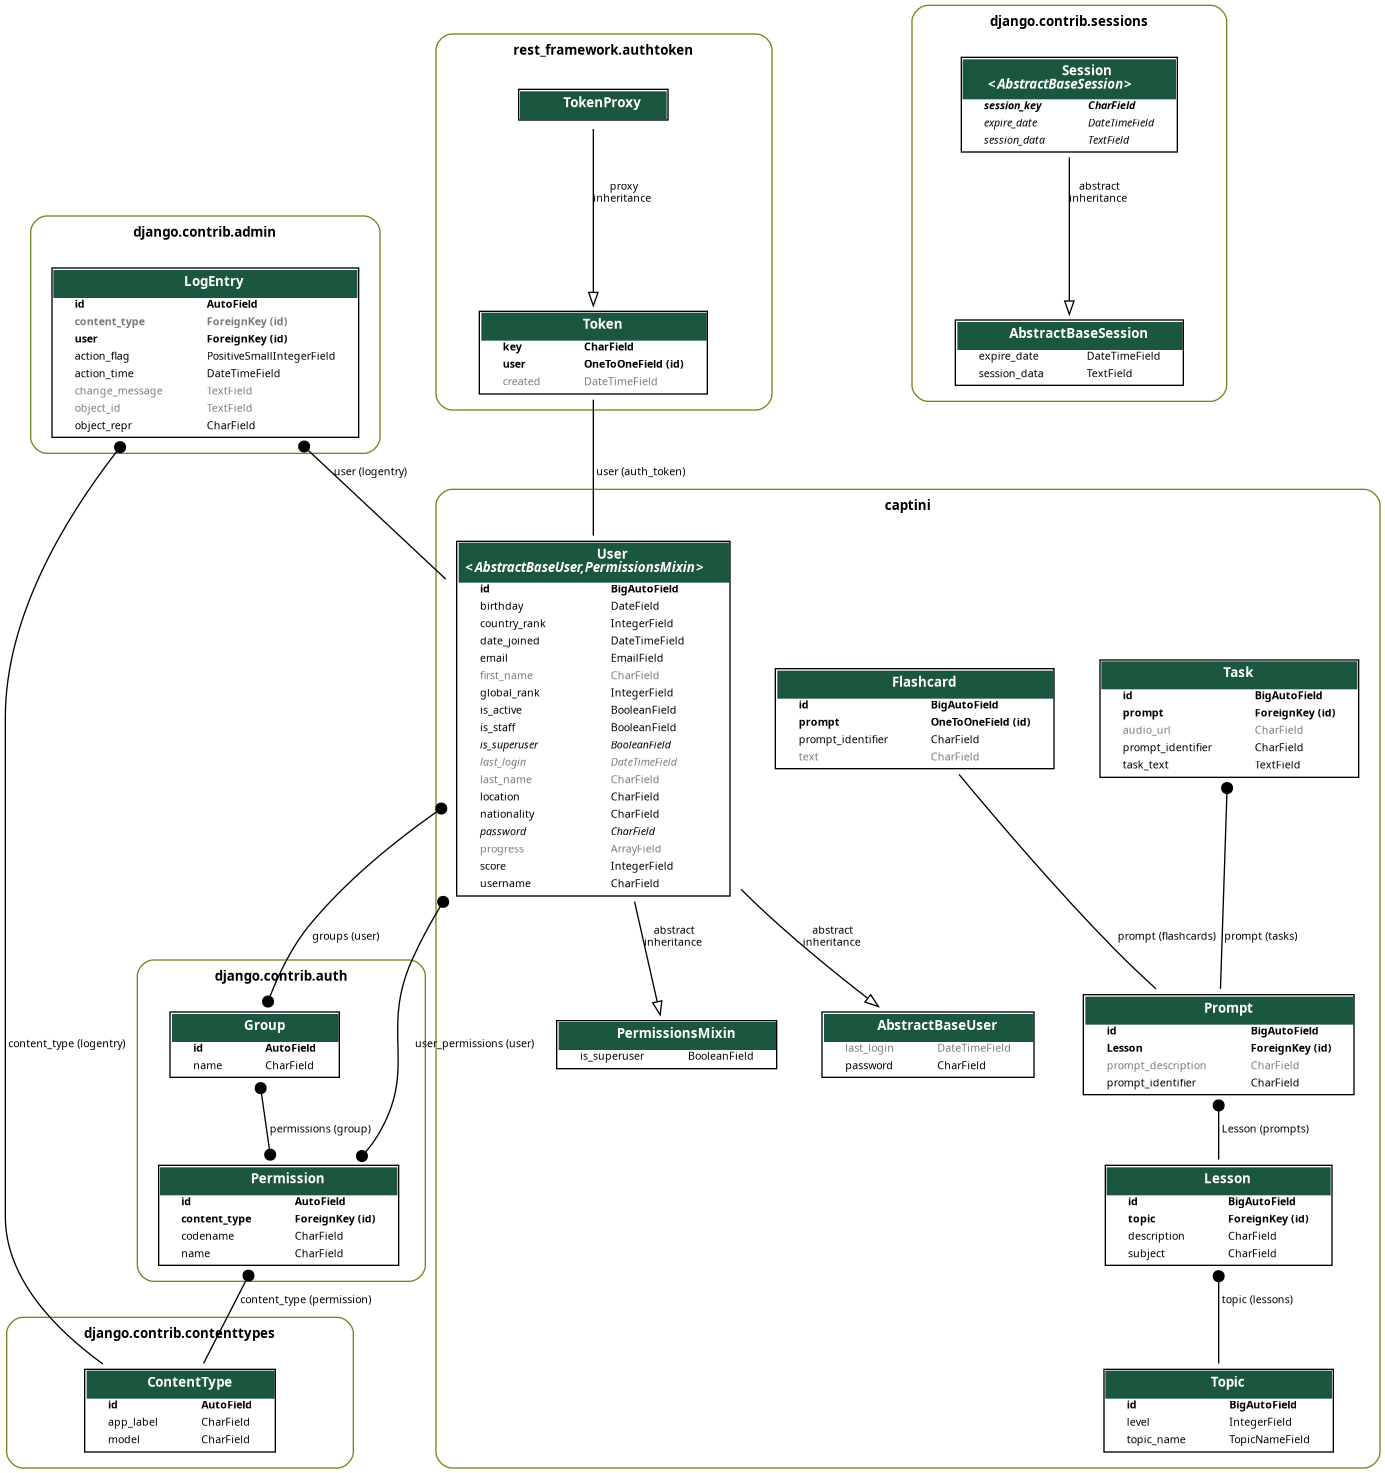 django.contrib.sessions
Session
<AbstractBaseSession>
session_key CharField
expire_date DateTimeField
session_data TextField
abstract
inheritance
AbstractBaseSession
expire_date DateTimeField
session_data TextField
rest_framework.authtoken
TokenProxy
proxy
inheritance
Token
key CharField
user OneToOneField (id)
created DateTimeField
user (auth_token)
django.contrib.admin
LogEntry
id AutoField
content_type ForeignKey (id)
user ForeignKey (id)
action_flag PositiveSmallIntegerField
action_time DateTimeField
change_message TextField
object_id TextField
object_repr CharField
user (logentry)
content_type (logentry)
captini
User
<AbstractBaseUser,PermissionsMixin>
id BigAutoField
birthday DateField
country_rank IntegerField
date_joined DateTimeField
email EmailField
first_name CharField
global_rank IntegerField
is_active BooleanField
is_staff BooleanField
is_superuser BooleanField
last_login DateTimeField
last_name CharField
location CharField
nationality CharField
password CharField
progress ArrayField
score IntegerField
username CharField
Flashcard
id BigAutoField
prompt OneToOneField (id)
prompt_identifier CharField
text CharField
Task
id BigAutoField
prompt ForeignKey (id)
audio_url CharField
prompt_identifier CharField
task_text TextField
groups (user)
user_permissions (user)
abstract
inheritance
abstract
inheritance
prompt (flashcards)
prompt (tasks)
PermissionsMixin
is_superuser BooleanField
AbstractBaseUser
last_login DateTimeField
password CharField
Prompt
id BigAutoField
Lesson ForeignKey (id)
prompt_description CharField
prompt_identifier CharField
Lesson (prompts)
Lesson
id BigAutoField
topic ForeignKey (id)
description CharField
subject CharField
topic (lessons)
Topic
id BigAutoField
level IntegerField
topic_name TopicNameField
django.contrib.auth
Group
id AutoField
name CharField
permissions (group)
Permission
id AutoField
content_type ForeignKey (id)
codename CharField
name CharField
content_type (permission)
django.contrib.contenttypes
ContentType
id AutoField
app_label CharField
model CharField